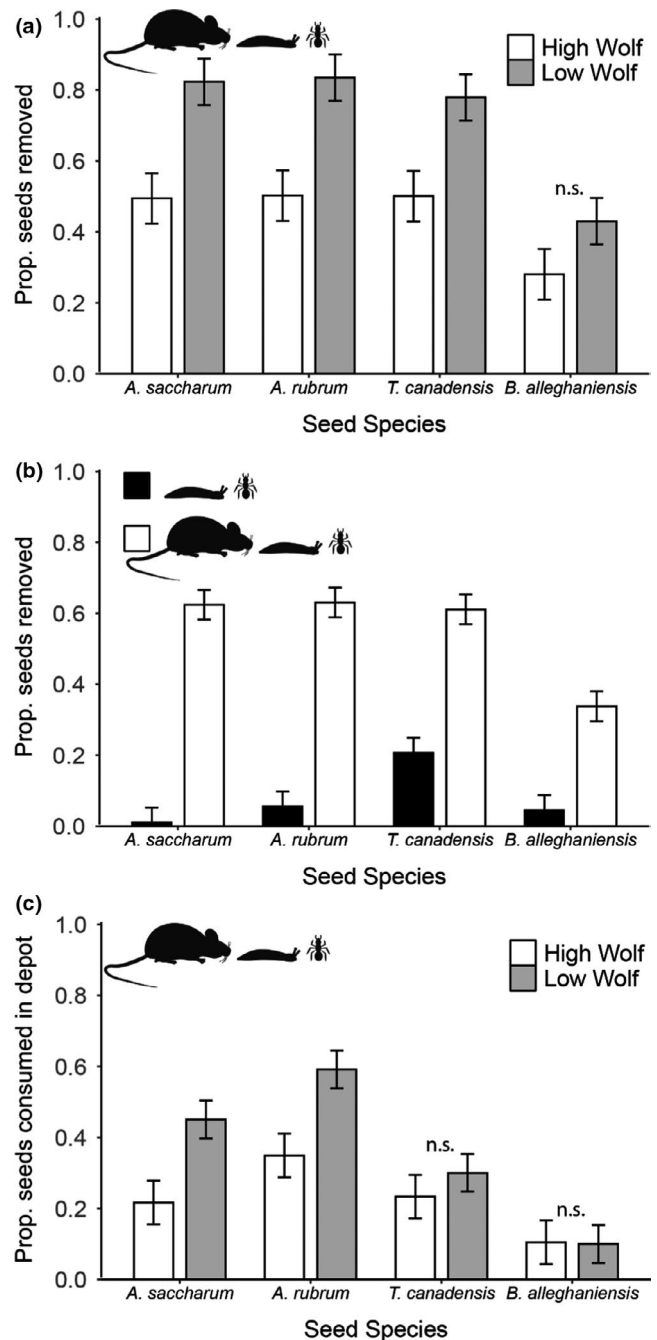 (a)
1.0
0.8
0.6
0.4
0.2
0.0
Prop. seeds removed
High Wolf
Low Wolf
n.s.
A. saccharum A. rubrum T. canadensis B. alleghaniensis
Seed Species
(b)
1.0
0.8
0.6
0.4
0.2
0.0
Prop. seeds removed
A. saccharum A. rubrum T. canadensis B. alleghaniensis
Seed Species
(c)
1.0
0.8
0.6
0.4
0.2
0.0
Prop. seeds consumed in depot
High Wolf
Low Wolf
n.s.
n.s.
A. saccharum A. rubrum T. canadensis B. alleghaniensis
Seed Species